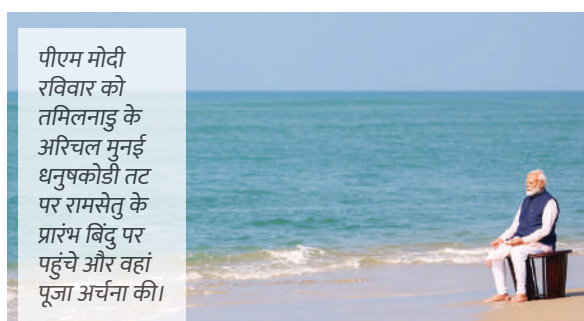 पीएम मोदी
रविवार को
तमिलनाडु के
अरिचल मुनई
धनुषकोडी तट
पर रामसेतु के
प्रारंभ बिंदु पर
पहुंचे और वहां
पूजा अर्चना की।